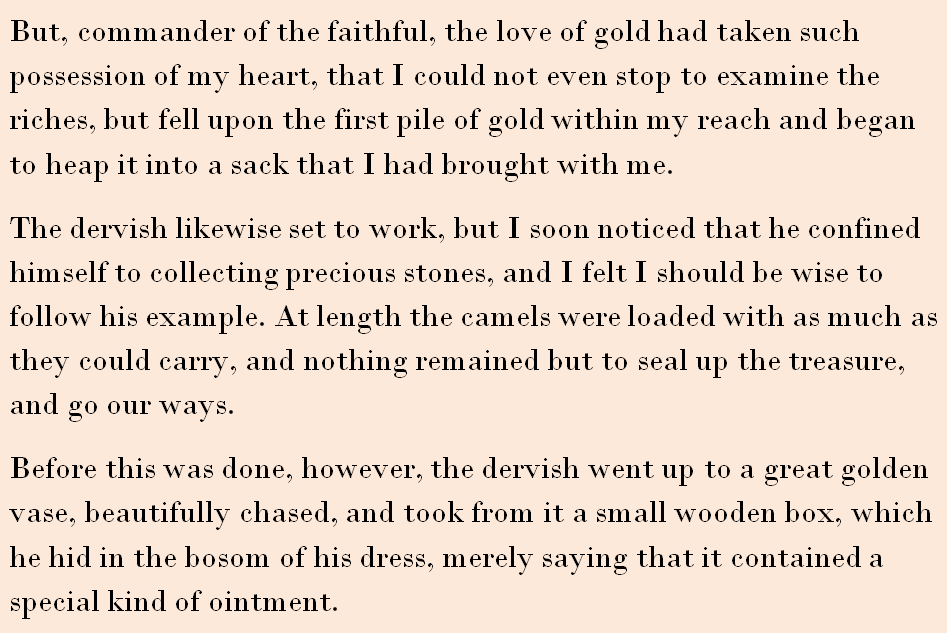 But, commander of the faithful, the love of gold had taken such
possession of my heart, that I could not even stop to examine the
riches, but fell upon the first pile of gold within my reach and began
to heap it into a sack that I had brought with me.
The dervish likewise set to work, but I soon noticed that he confined
himself to collecting precious stones, and I felt I should be wise to
follow his example. At length the camels were loaded with as much as
they could carry, and nothing remained but to seal up the treasure,
and go our ways.
Before this was done, however, the dervish went up to a great golden
vase, beautifully chased, and took from it a small wooden box, which
he hid in the bosom of his dress, merely saying that it contained a
special kind of ointment.